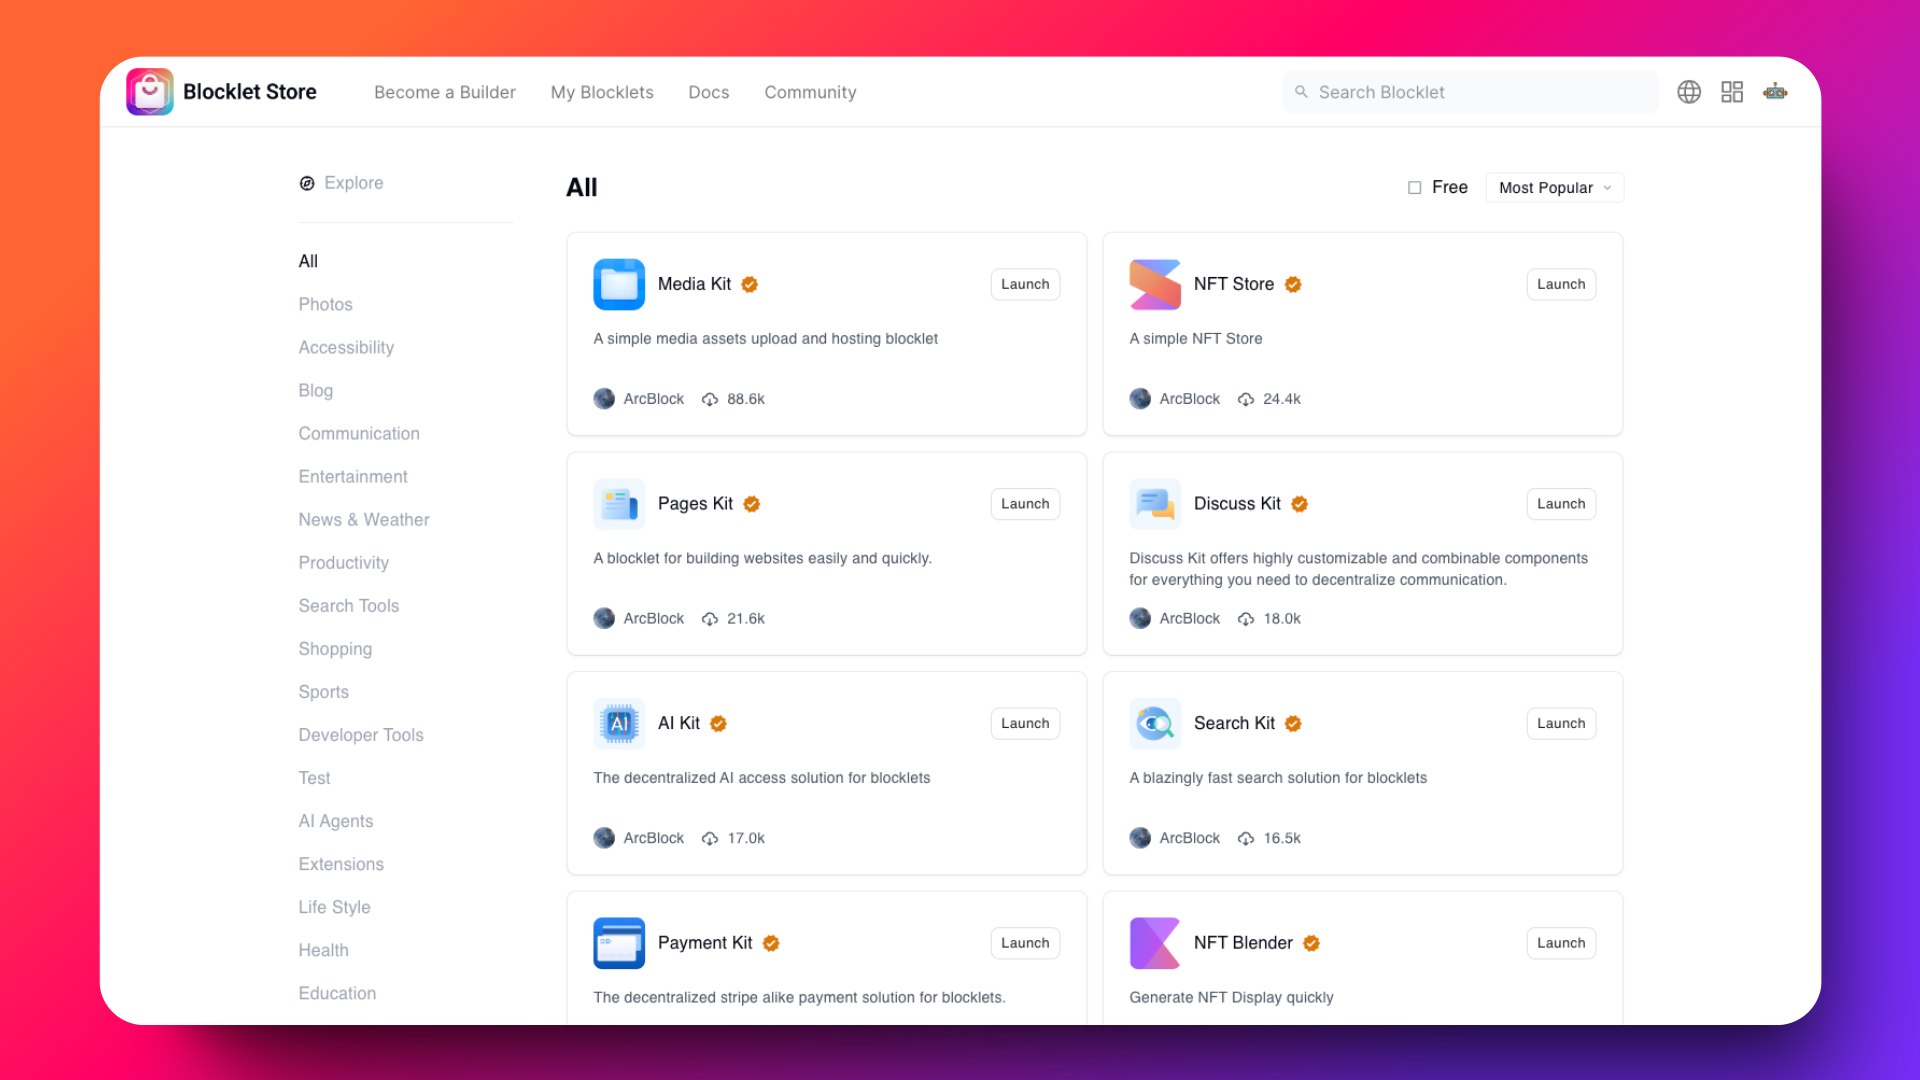 Blocklet Store
Become a Builder
My Blocklets
Docs
Community
Search Blocklet
Explore
All
Photos
Accessibility
Blog
Communication
Entertainment
News & Weather
Productivity
Search Tools
Shopping
Sports
Developer Tools
Test
AI Agents
Extensions
Life Style
Health
Education
All
Free
Most Popular
Media Kit
Launch
A simple media assets upload and hosting blocklet
ArcBlock
88.6k
NFT Store
Launch
A simple NFT Store
ArcBlock
24.4k
Pages Kit
Launch
A blocklet for building websites easily and quickly.
ArcBlock
21.6k
Discuss Kit
Launch
Discuss Kit offers highly customizable and combinable components
for everything you need to decentralize communication.
ArcBlock
18.0k
AI
AI Kit
Launch
The decentralized AI access solution for blocklets
ArcBlock
17.0k
Search Kit
Launch
A blazingly fast search solution for blocklets
ArcBlock
16.5k
Payment Kit
Launch
The decentralized stripe alike payment solution for blocklets.
NFT Blender
Launch
Generate NFT Display quickly